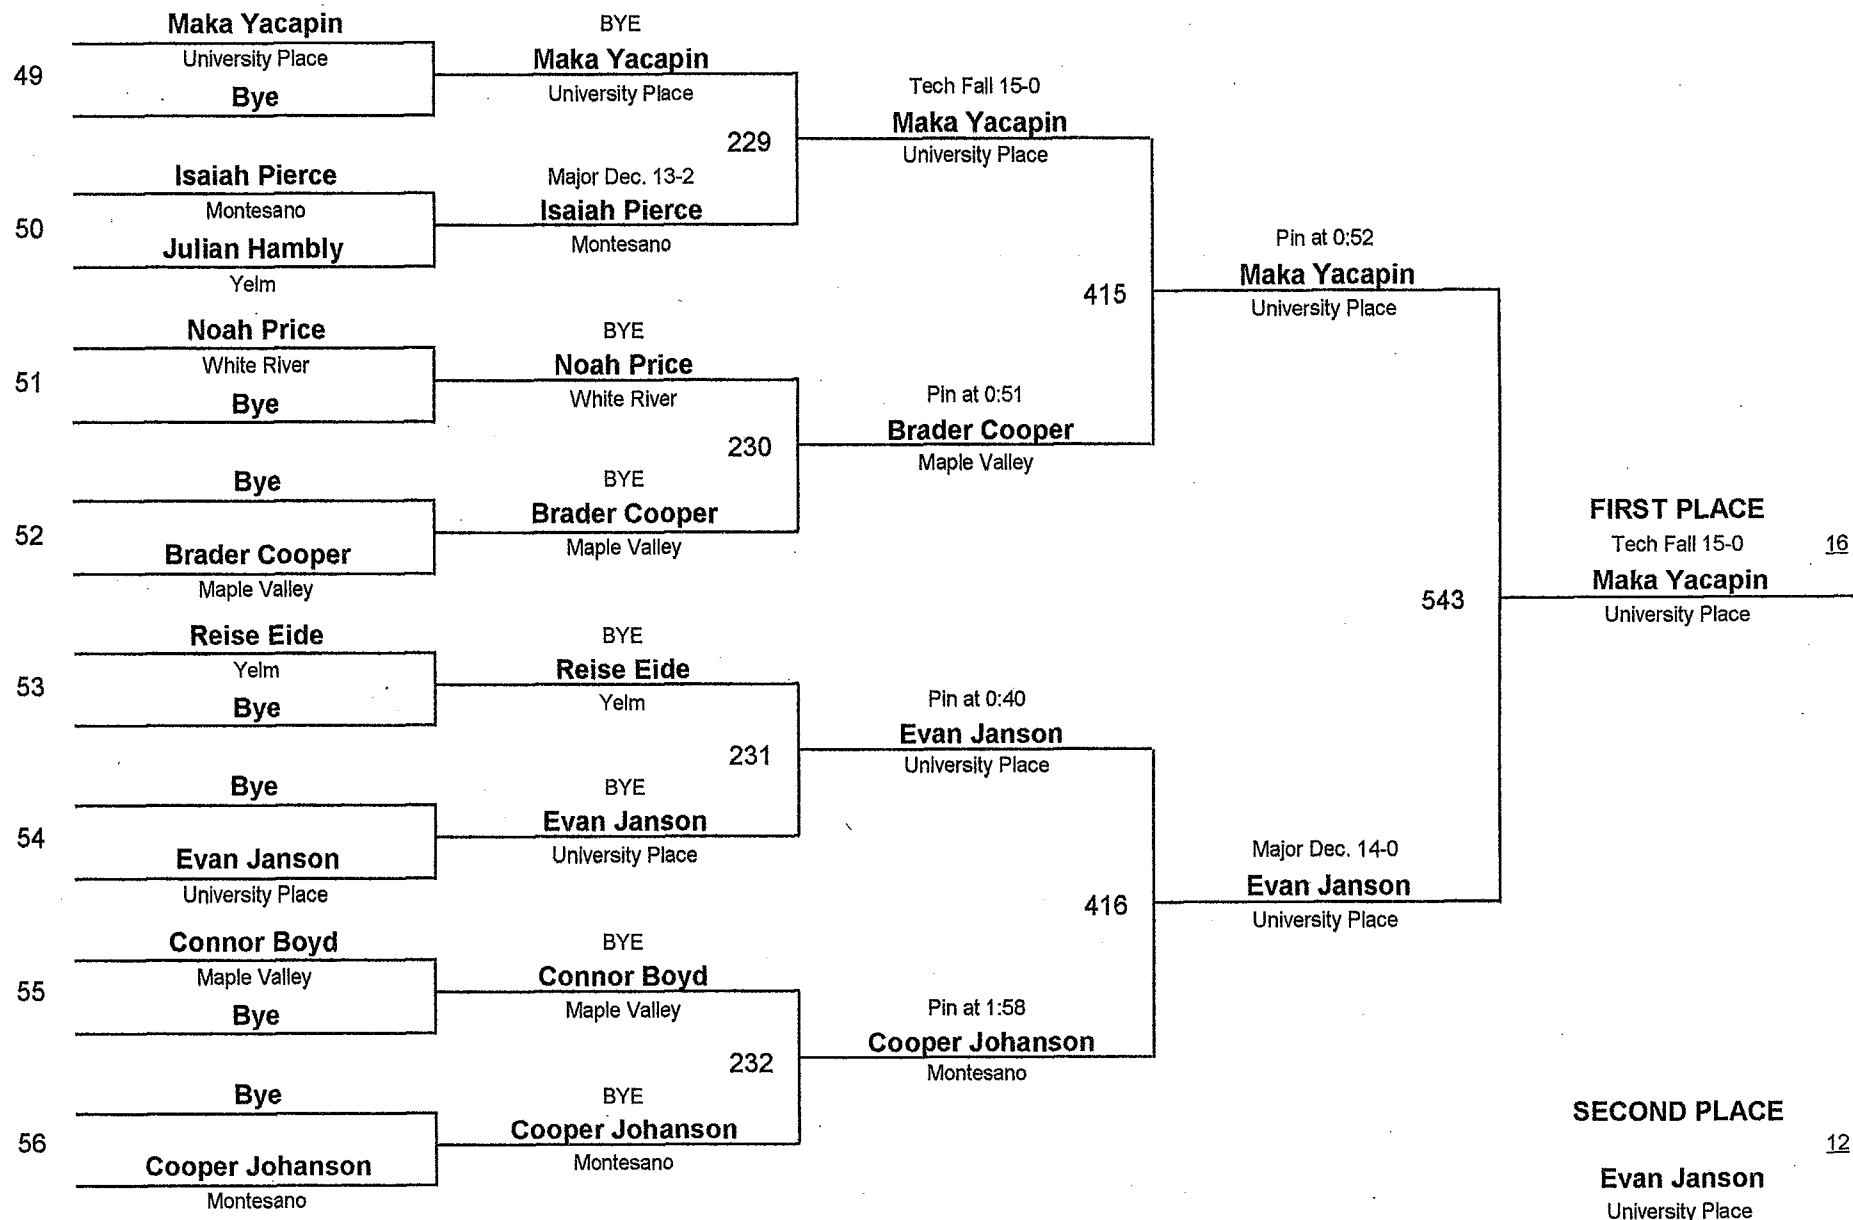 Maka Yacapin
University Place
49
Bye
Isaiah Pierce
Montesano
50
Julian Hambly
Yelm
Noah Price
White River
51
Bye
Bye
52
Brader Cooper
Maple Valley
Reise Eide
Yelm
53
Bye
Bye
54
Evan Janson
University Place
Connor Boyd
Maple Valley
55
Bye
Bye
56
Cooper Johanson
Montesano
BYE
Maka Yacapin
University Place
229
Major Dec. 13-2
Isaiah Pierce
Montesano
BYE
Noah Price
White River
230
BYE
Brader Cooper
Maple Valley
BYE
Reise Eide
Yelm
231
BYE
Evan Janson
University Place
BYE
Connor Boyd
Maple Valley
232
BYE
Cooper Johanson
Montesano
Tech Fall 15-0
Maka Yacapin
University Place
415
Pin at 0:51
Brader Cooper
Maple Valley
Pin at 0:40
Evan Janson
University Place
416
Pin at 1:58
Cooper Johanson
Montesano
Pin at 0:52
Maka Yacapin
University Place
543
Major Dec. 14-0
Evan Janson
University Place
FIRST PLACE
Tech Fall 15-0
16
Maka Yacapin
University Place
SECOND PLACE
12
Evan Janson
University Place